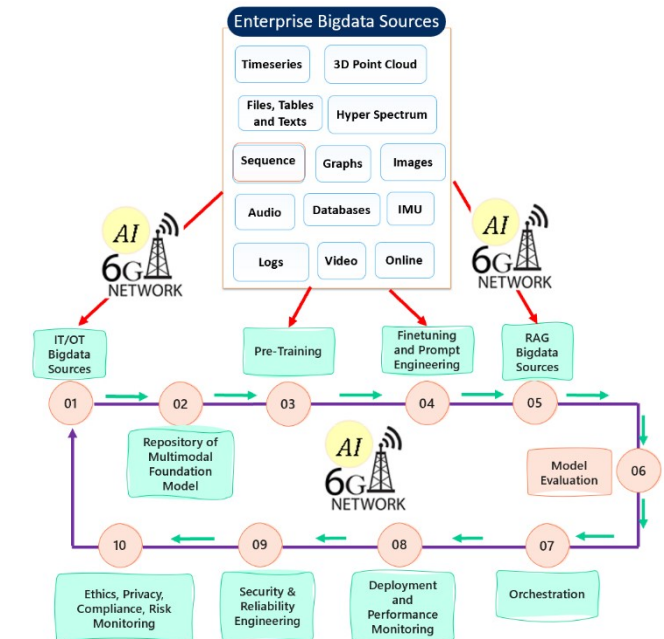 Enterprise Bigdata Sources
Timeseries
3D Point Cloud
Files, Tables
and Texts
Hyper Spectrum
Sequence
Graphs
Images
Audio
Databases
IMU
Logs
Video
Online
AI
6G
NETWORK
AI
6G
NETWORK
IT/OT
Bigdata
Sources
Pre-Training
Finetuning
and Prompt
Engineering
RAG
Bigdata
Sources
01
02
03
04
05
Repository of
Multimodal
Foundation
Model
AI
6G
NETWORK
Model
Evaluation
06
10
09
08
07
Ethics, Privacy,
Compliance, Risk
Monitoring
Security &
Reliability
Engineering
Deployment
and
Performance
Monitoring
Orchestration